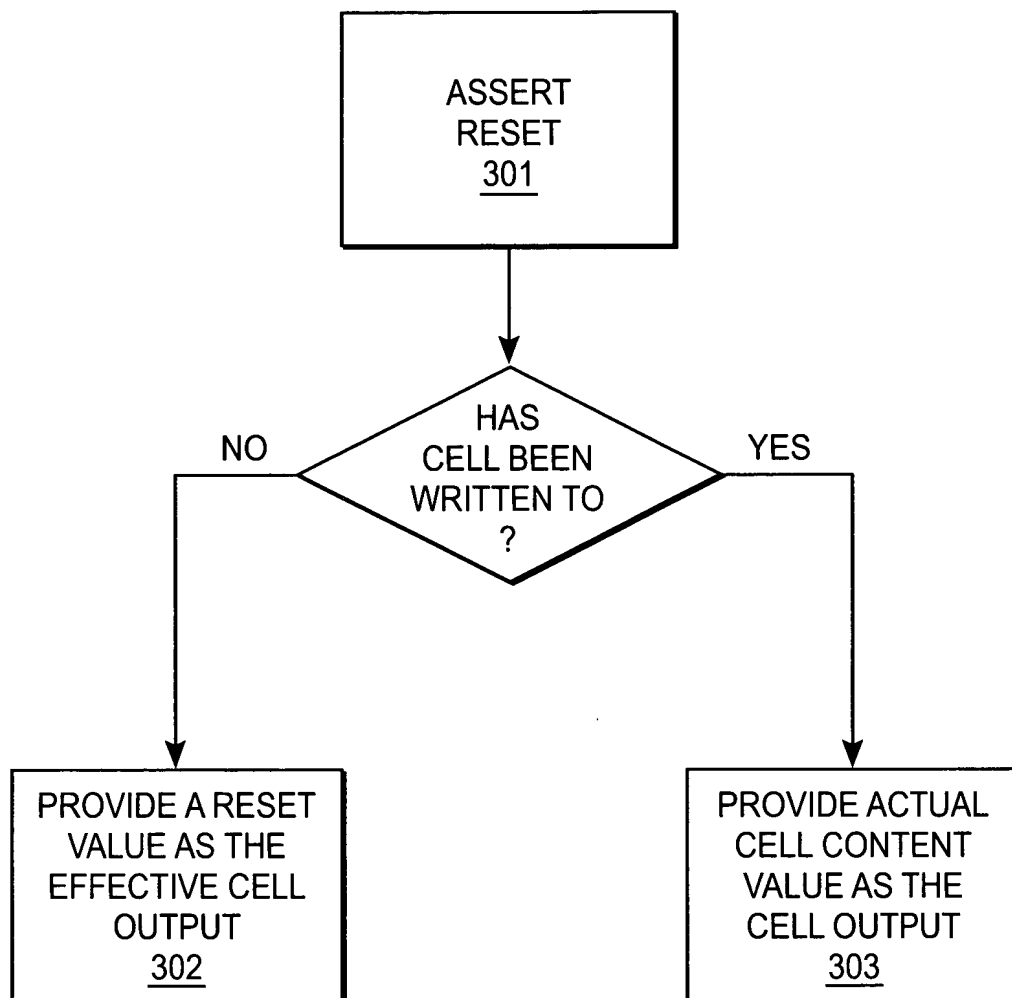 ASSERT
RESET
301
HAS
CELL BEEN
WRITTEN TO
?
NO
YES
PROVIDE A RESET
VALUE AS THE
EFFECTIVE CELL
OUTPUT
302
PROVIDE ACTUAL
CELL CONTENT
VALUE AS THE
CELL OUTPUT
303